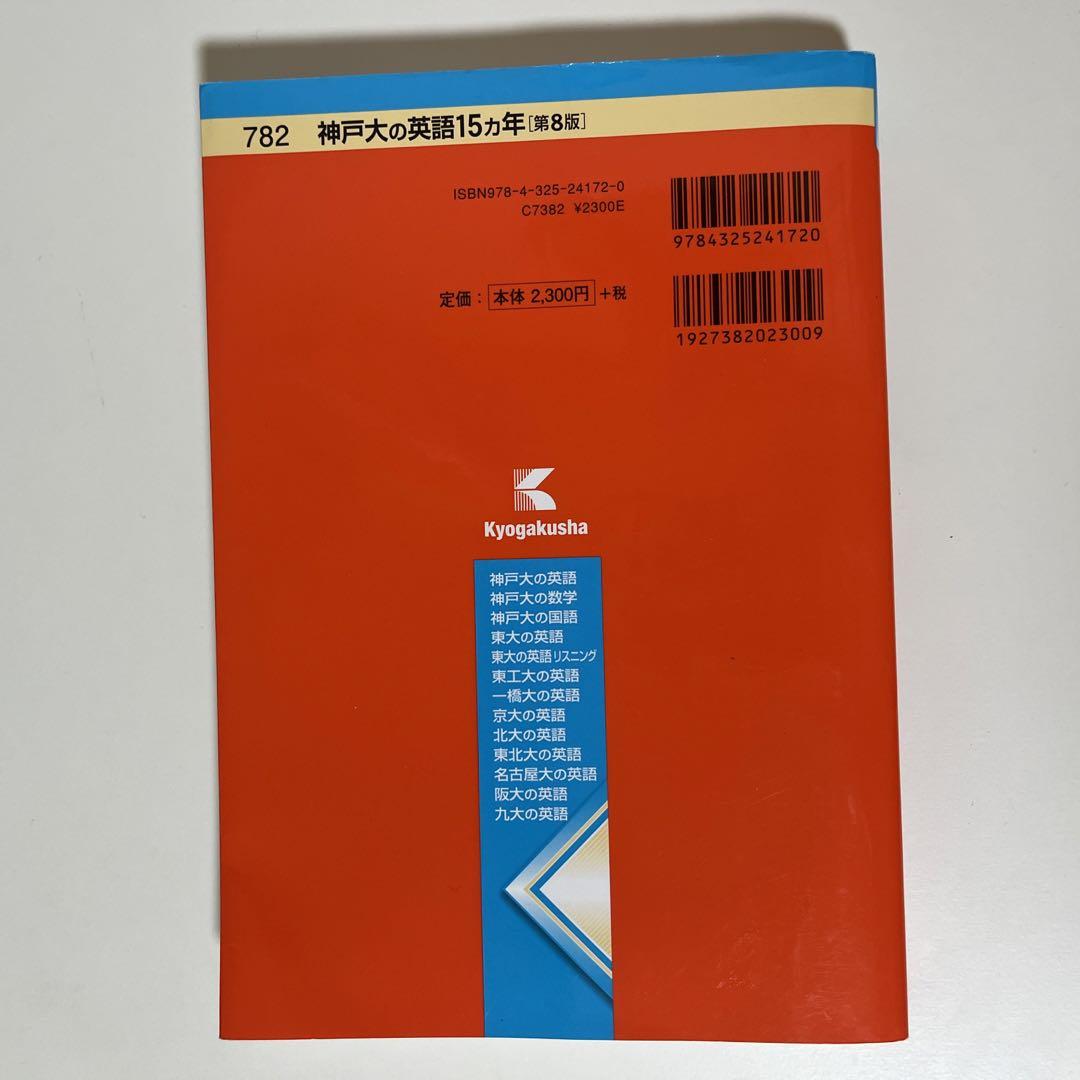 782 神戸大の英語15カ年[第8版]
ISBN978-4-325-24172-0
C7382 ¥2300E
9784325241720
定価：本体 2,300円+税
1927382023009
Kyogakusha
神戸大の英語
神戸大の数学
神戸大の国語
東大の英語
東大の英語リスニング
東工大の英語
一橋大の英語
京大の英語
北大の英語
東北大の英語
名古屋大の英語
阪大の英語
九大の英語